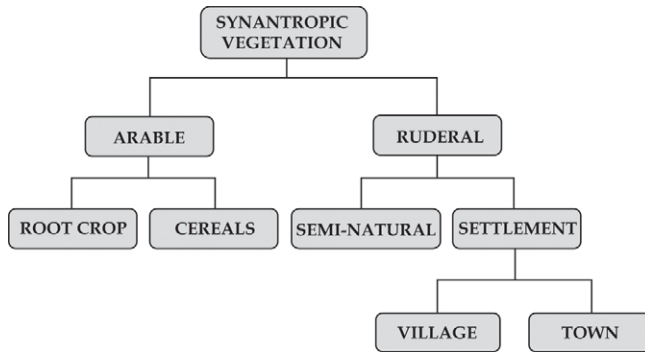 SYNANTROPIC
VEGETATION
ARABLE
RUDERAL
ROOT CROP
CEREALS
SEMI-NATURAL
SETTLEMENT
VILLAGE
TOWN